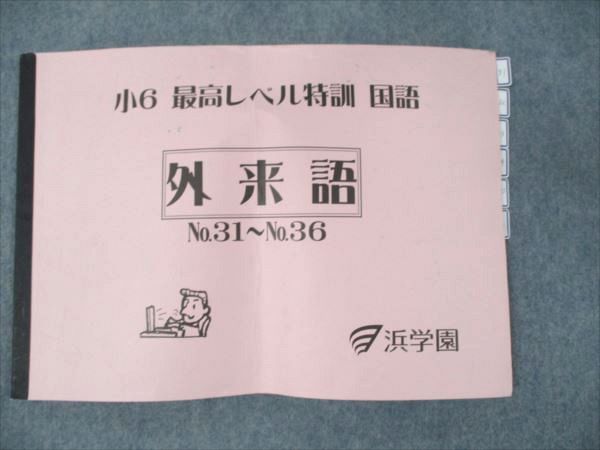 小6 最高レベル特訓 国語
外来語
No.31～No.36
浜学園